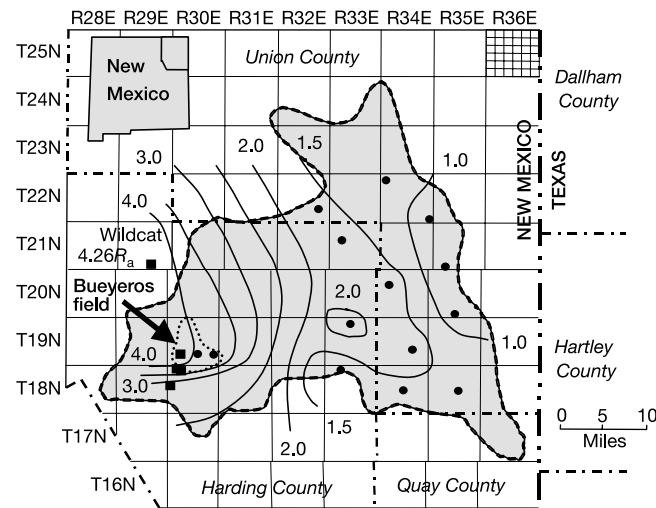 R28E R29E R30E R31E R32E R33E R34E R35E R36E
T25N
T24N
T23N
T22N
T21N
T20N
T19N
T18N
T17N
T16N
New
Mexico
Union County
Dallham
County
NEW MEXICO
TEXAS
3.0
2.0
1.5
1.0
4.0
Wildcat
4.26Ra
Bueyeros
field
2.0
4.0
3.0
1.0
1.5
2.0
Hartley
County
0 5 10
Miles
Harding County
Quay County